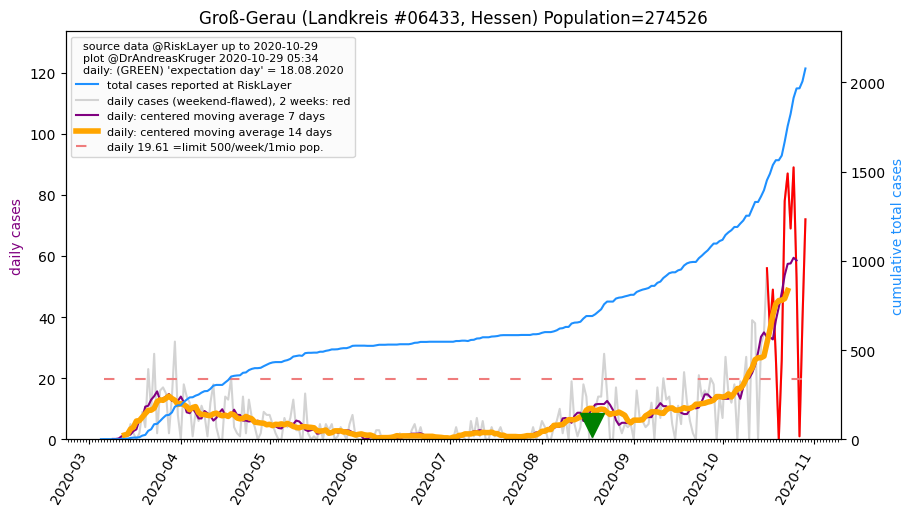 Groß-Gerau (Landkreis #06433, Hessen) Population=274526
source data @RiskLayer up to 2020-10-29
plot @DrAndreasKruger 2020-10-29 05:34
daily: (GREEN) 'expectation day' = 18.08.2020
total cases reported at RiskLayer
daily cases (weekend-flawed), 2 weeks: red
daily: centered moving average 7 days
daily: centered moving average 14 days
daily 19.61 =limit 500/week/1mio pop.
daily cases
120
100
80
60
40
20
0
2000
1500
1000
500
0
cumulative total cases
2020-03
2020-04
2020-05
2020-06
2020-07
2020-08
2020-09
2020-10
2020-11